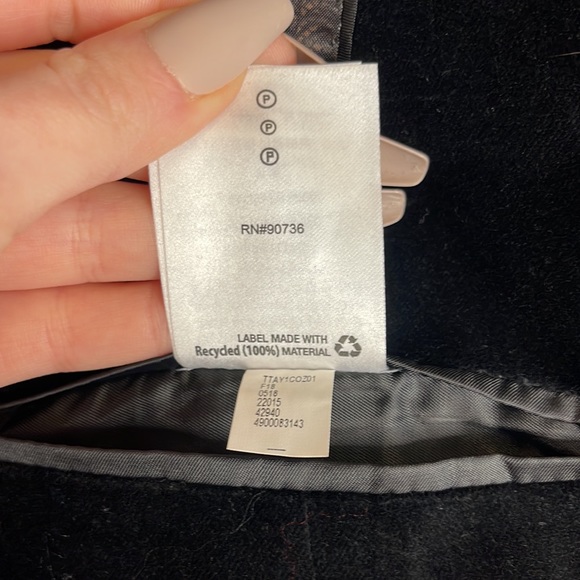 P
P
P
RN#90736
LABEL MADE WITH
Recycled (100%) MATERIAL
TTAY1COZ01
F18
0518
22015
42940
4900083143